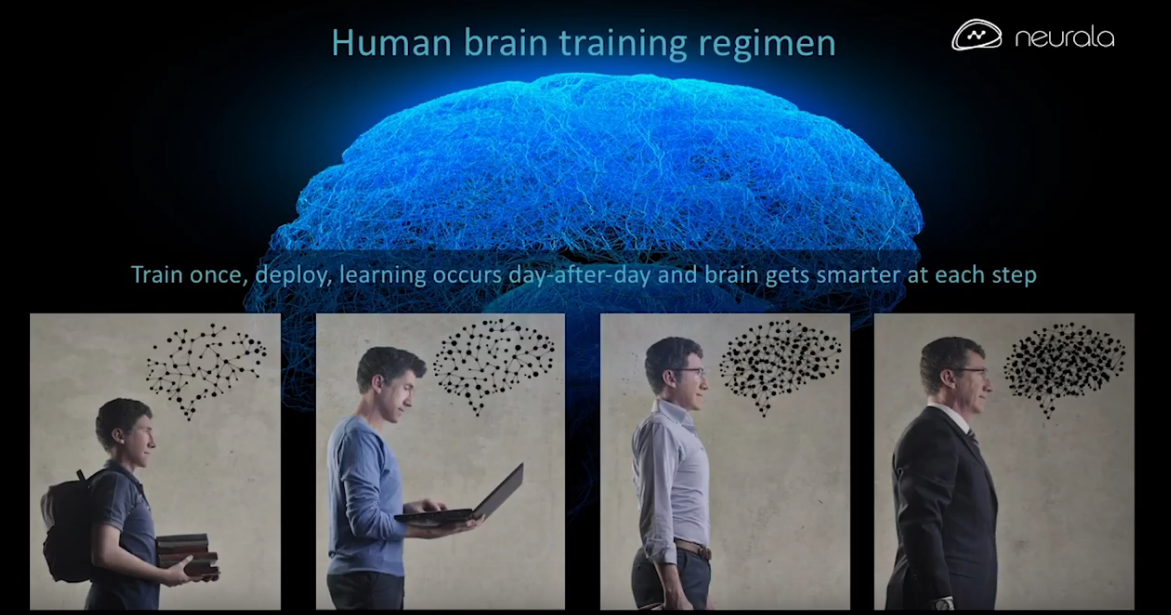 Human brain training regimen
neurala
Train once, deploy, learning occurs day-after-day and brain gets smarter at each step